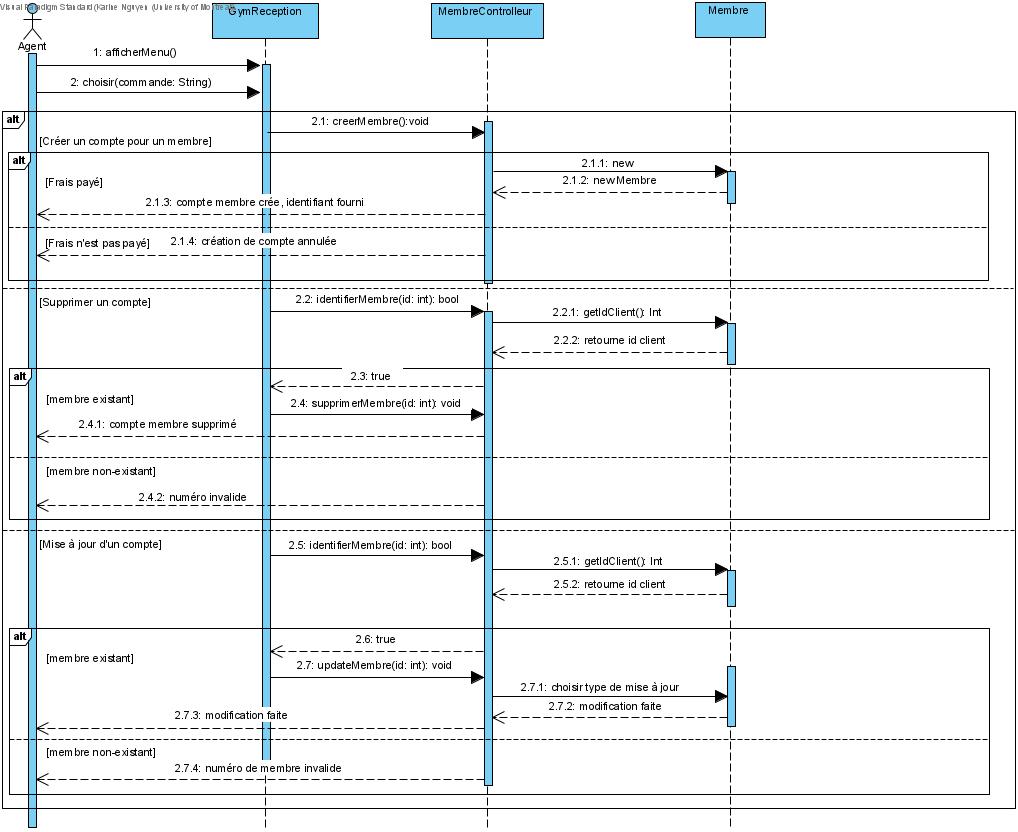 Visual Paradigm Standard (Karine Nguyen (University of Montreal
GymReception
MembreControlleur
Membre
Agent
1: afficherMenu()
2: choisir(commande: String)
alt
2.1: creerMembre():void
[Créer un compte pour un membre]
alt
2.1.1: new
[Frais payé]
2.1.2: newMembre
2.1.3: compte membre crée, identifiant fourni
[Frais n'est pas payé]
2.1.4: création de compte annulée
[Supprimer un compte]
2.2: identifierMembre(id: int): bool
2.2.1: getIdClient(): Int
2.2.2: retourne id client
alt
2.3: true
[membre existant]
2.4: supprimerMembre(id: int): void
2.4.1: compte membre supprimé
[membre non-existant]
2.4.2: numéro invalide
[Mise à jour d'un compte]
2.5: identifierMembre(id: int): bool
2.5.1: getIdClient(): Int
2.5.2: retourne id client
alt
2.6: true
[membre existant]
2.7: updateMembre(id: int): void
2.7.1: choisir type de mise à jour
2.7.2: modification faite
2.7.3: modification faite
[membre non-existant]
2.7.4: numéro de membre invalide